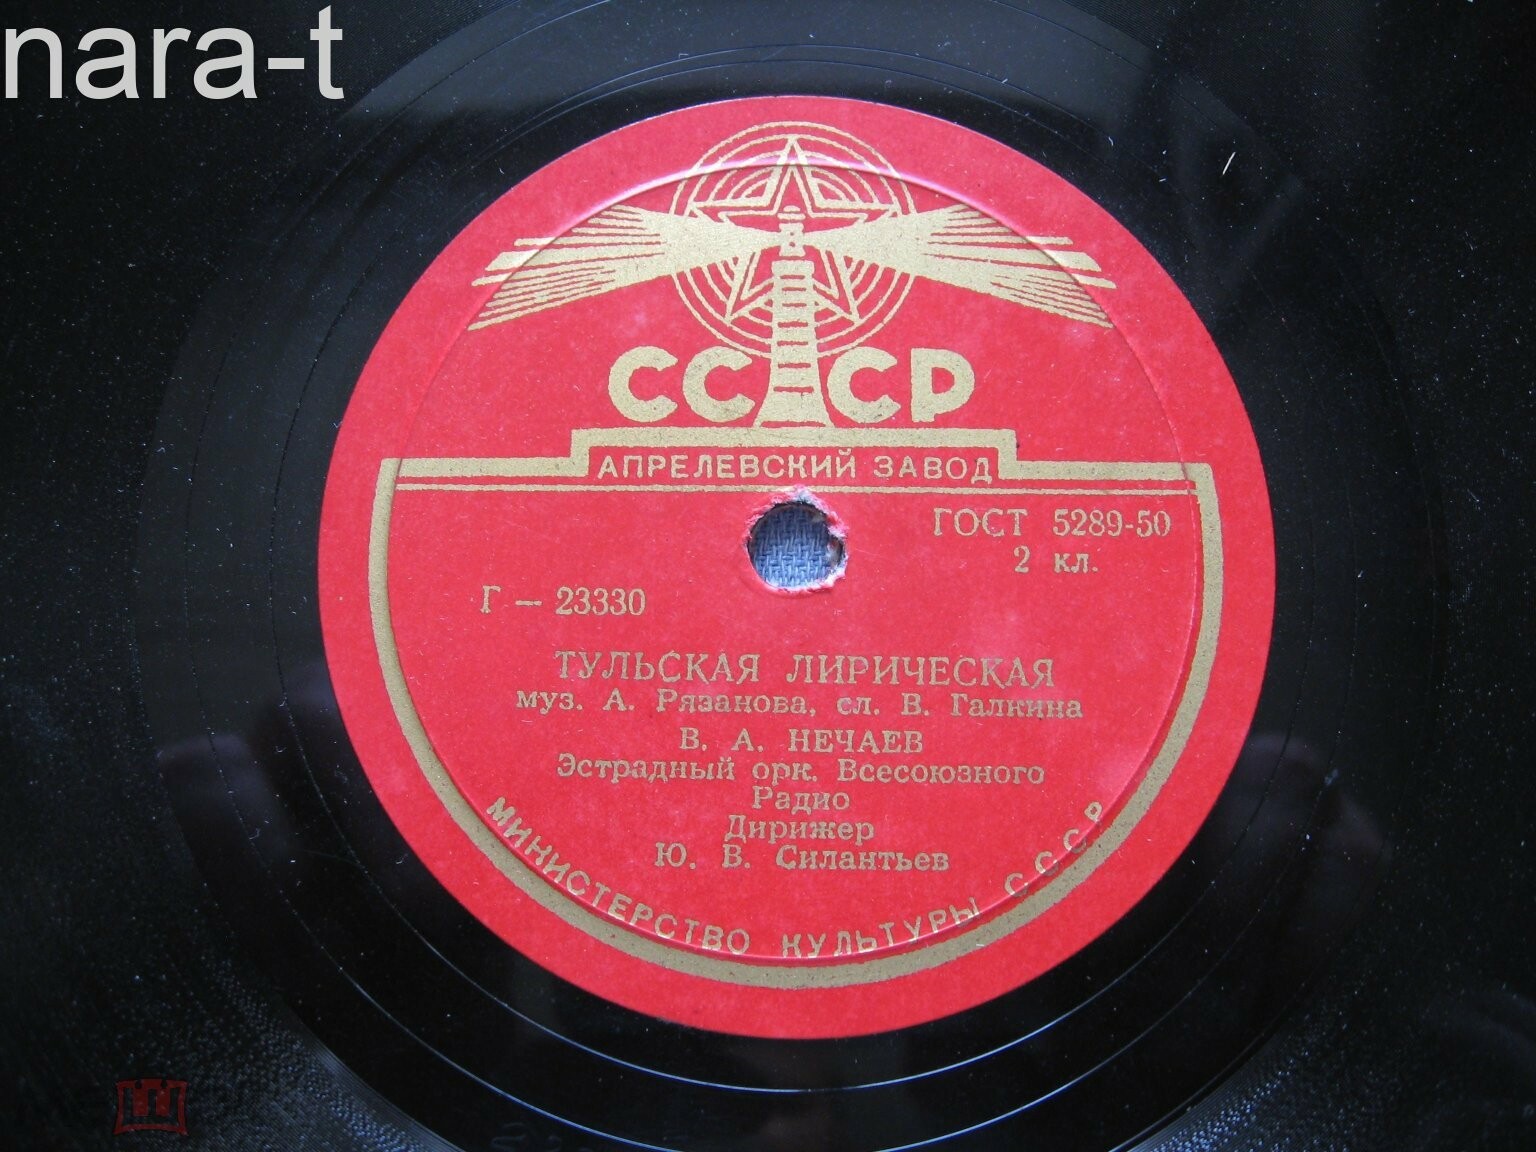 nara-t
СССР
АПРЕЛЕВСКИЙ ЗАВОД
ГОСТ 5289-50
2 кл.
Г – 23330
ТУЛЬСКАЯ ЛИРИЧЕСКАЯ
муз. А. Рязанова, сл. В. Галкина
В. А. НЕЧАЕВ
Эстрадный орк. Всесоюзного
Радио
Дирижер
Ю. В. Силантьев
МИНИСТЕРСТВО КУЛЬТУРЫ СССР